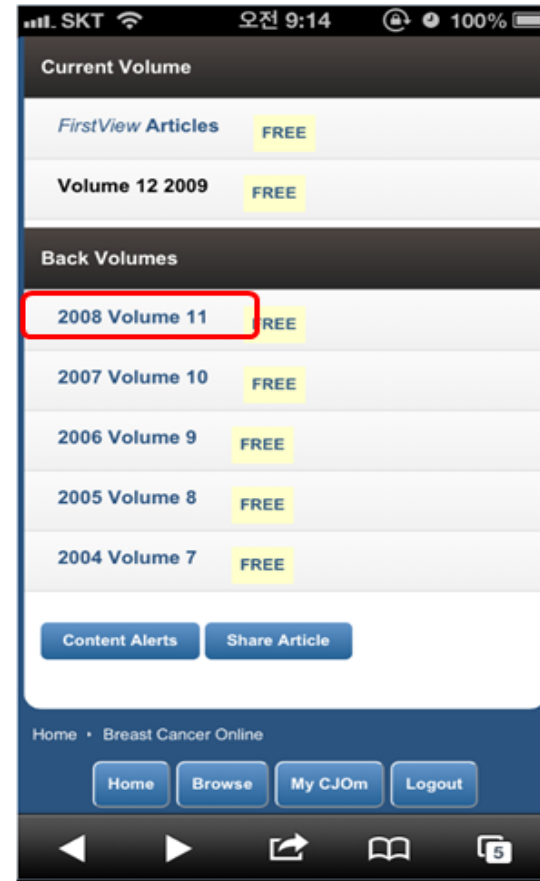 SKT 오전 9:14 100%
Current Volume
FirstView Articles FREE
Volume 12 2009 FREE
Back Volumes
2008 Volume 11 FREE
2007 Volume 10 FREE
2006 Volume 9 FREE
2005 Volume 8 FREE
2004 Volume 7 FREE
Content Alerts Share Article
Home • Breast Cancer Online
Home Browse My CJOm Logout
5